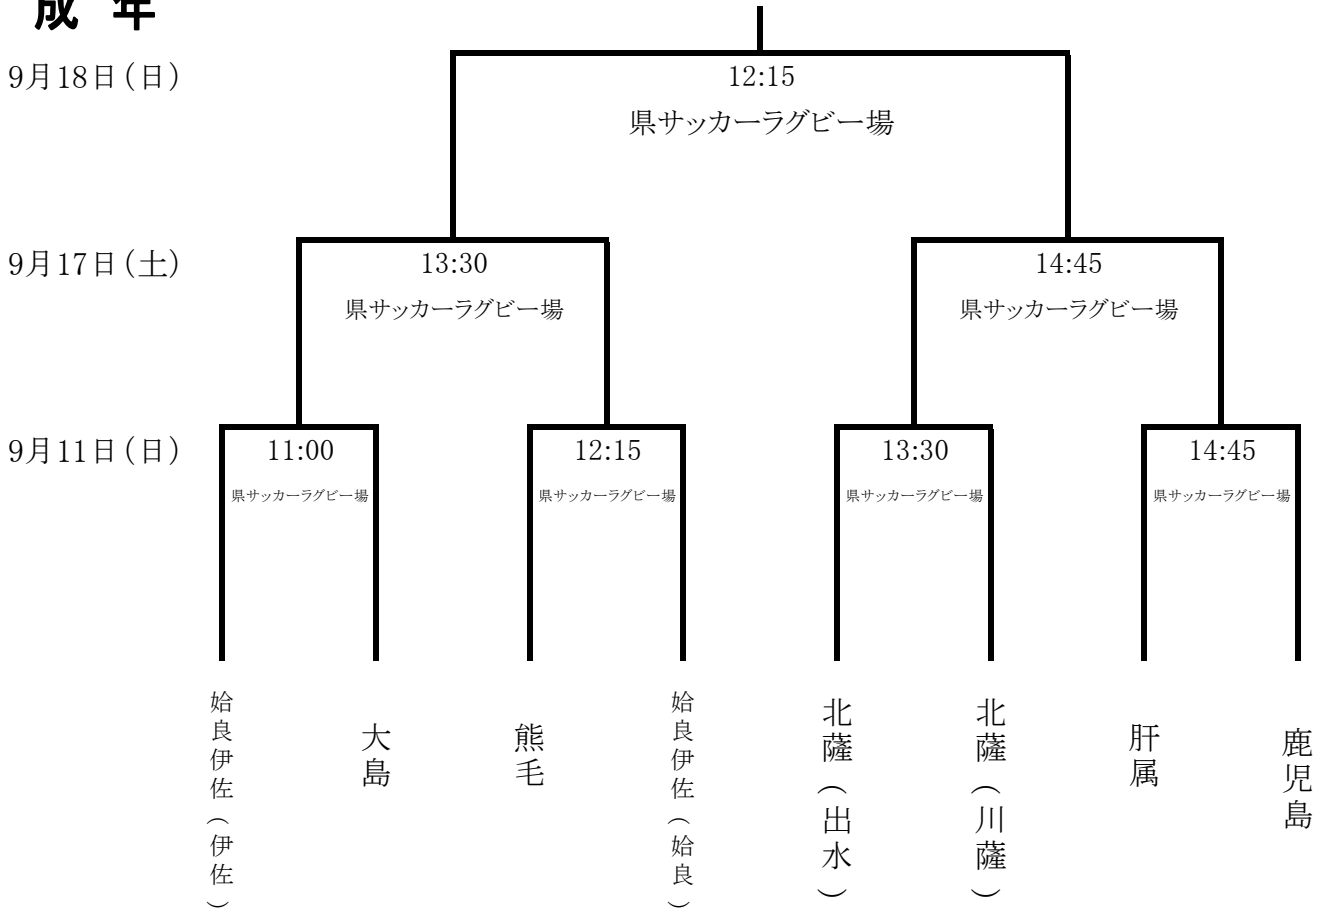 成 年
9月18日(日)
12:15
県サッカーラグビー場
9月17日(土)
13:30
14:45
県サッカーラグビー場
県サッカーラグビー場
9月11日(日)
11:00
12:15
13:30
14:45
県サッカーラグビー場
県サッカーラグビー場
県サッカーラグビー場
県サッカーラグビー場
姶良伊佐(伊佐)
大島
熊毛
姶良伊佐(姶良)
北薩(出水)
北薩(川薩)
肝属
鹿児島